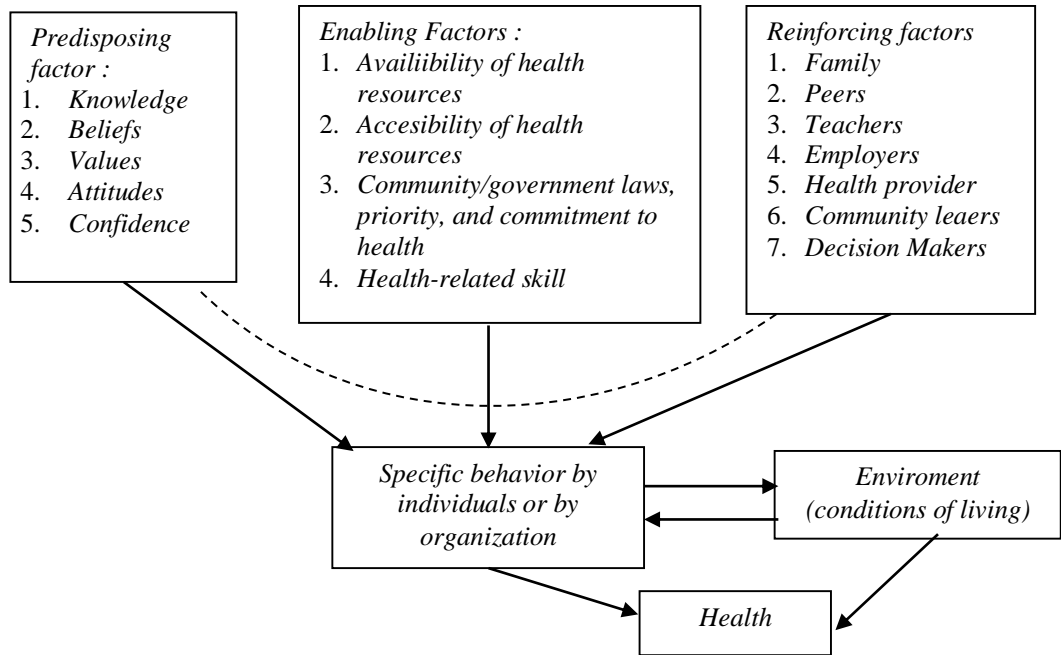 Predisposing
factor :
1. Knowledge
2. Beliefs
3. Values
4. Attitudes
5. Confidence
Enabling Factors :
1. Availiibility of health
resources
2. Accesibility of health
resources
3. Community/government laws,
priority, and commitment to
health
4. Health-related skill
Reinforcing factors
1. Family
2. Peers
3. Teachers
4. Employers
5. Health provider
6. Community leaers
7. Decision Makers
Specific behavior by
individuals or by
organization
Enviroment
(conditions of living)
Health